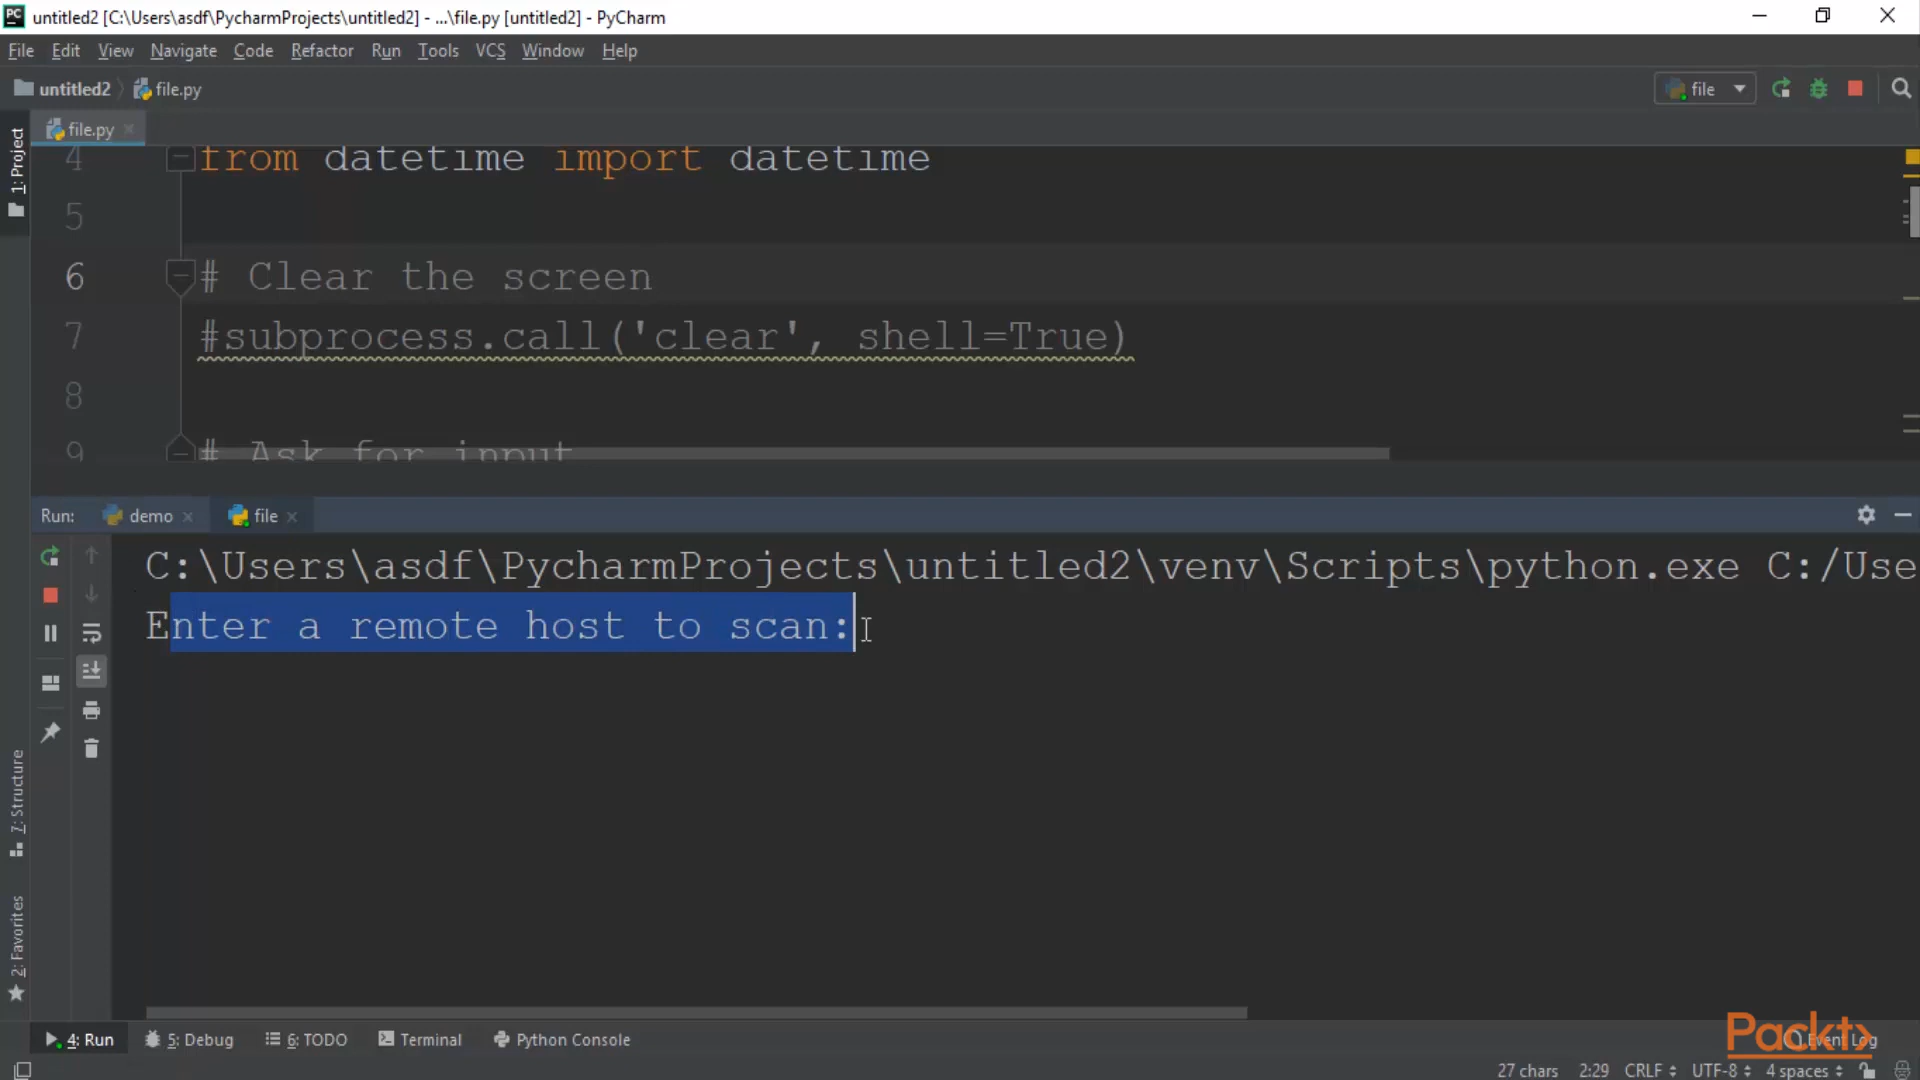 PC untitled2 [C:\Users\asdf\PycharmProjects\untitled2] - ...\file.py [untitled2] - PyCharm
File Edit View Navigate Code Refactor Run Tools VCS Window Help
untitled2 file.py file
file.py
1: Project
4 from datetime import datetime
5
6 # Clear the screen
7 #subprocess.call('clear', shell=True)
8
9 # Ask for input
Run: demo file
C:\Users\asdf\PycharmProjects\untitled2\venv\Scripts\python.exe C:/Use
Enter a remote host to scan:
7: Structure
2: Favorites
4: Run 5: Debug 6: TODO Terminal Python Console Event Log
Packt>
27 chars 2:29 CRLF UTF-8 4 spaces